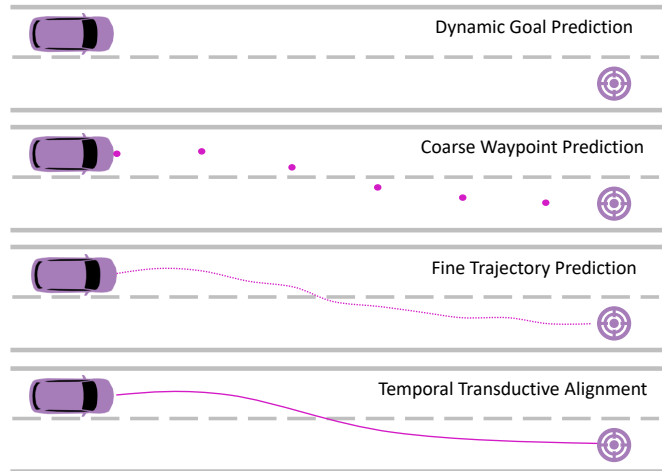 Dynamic Goal Prediction
Coarse Waypoint Prediction
Fine Trajectory Prediction
Temporal Transductive Alignment